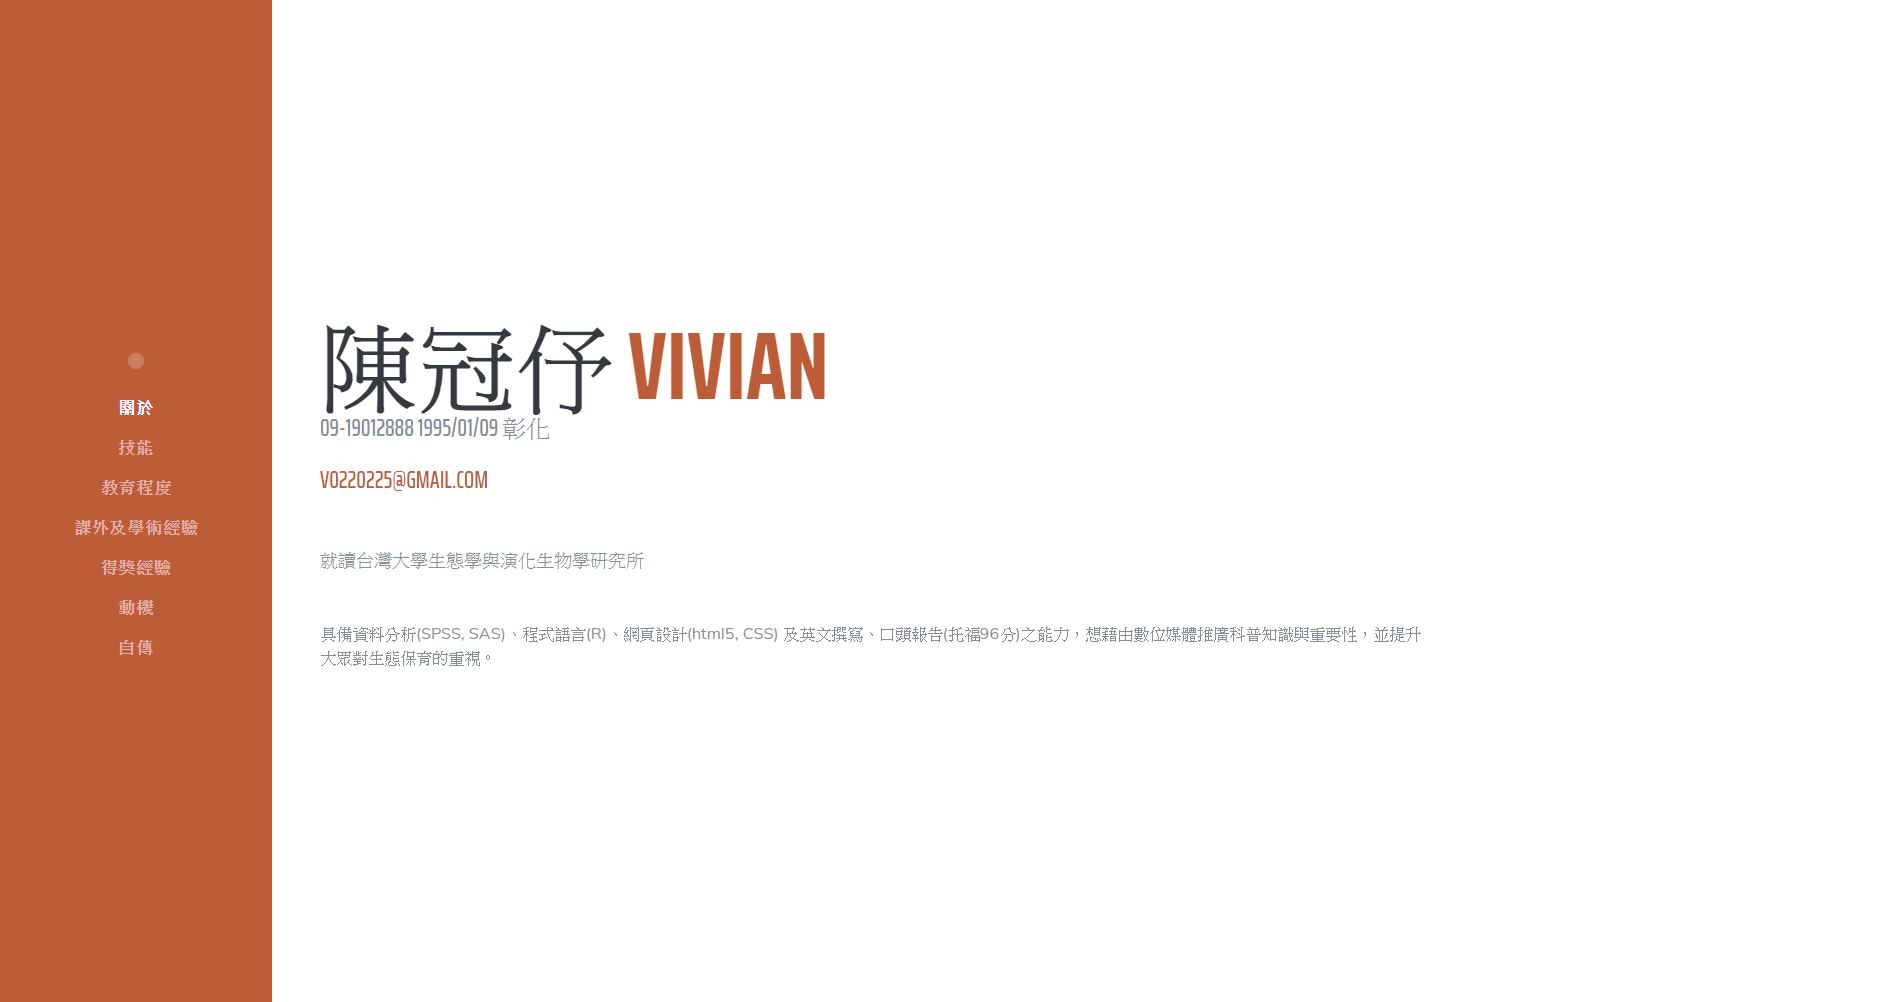 關於
技能
教育程度
課外及學術經驗
得獎經驗
動機
自傳
陳冠伃 VIVIAN
09-19012888 1995/01/09 彰化
V0220225@GMAIL.COM
就讀台灣大學生態學與演化生物學研究所
具備資料分析(SPSS, SAS)、程式語言(R)、網頁設計(html5, CSS) 及英文撰寫、口頭報告(托福96分)之能力，想藉由數位媒體推廣科普知識與重要性，並提升
大眾對生態保育的重視。